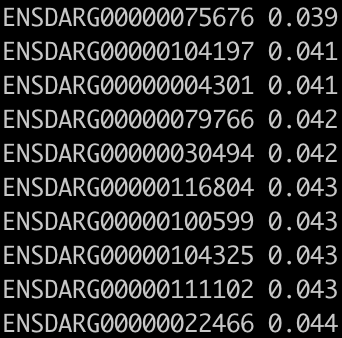 ENSDARG00000075676 0.039
ENSDARG00000104197 0.041
ENSDARG00000004301 0.041
ENSDARG00000079766 0.042
ENSDARG00000030494 0.042
ENSDARG00000116804 0.043
ENSDARG00000100599 0.043
ENSDARG00000104325 0.043
ENSDARG00000111102 0.043
ENSDARG00000022466 0.044